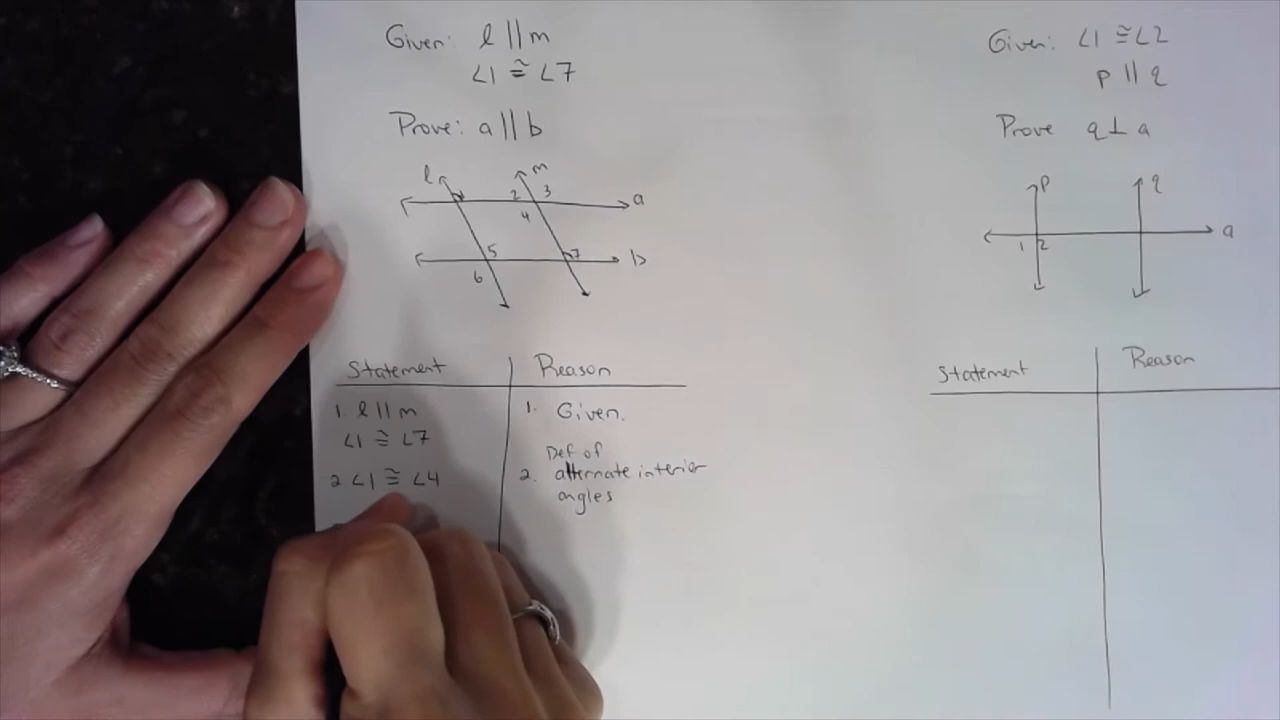 Given: l || m
∠1 ≅ ∠7
Prove: a || b
l
m
2
3
a
4
5
7
b
6
Statement
Reason
1. l || m
1. Given.
∠1 ≅ ∠7
Def of
2 ∠1 ≅ ∠4
2. alternate interior
angles
Given: ∠1 ≅ ∠2
p || q
Prove q ⊥ a
p
q
1
2
a
Statement
Reason